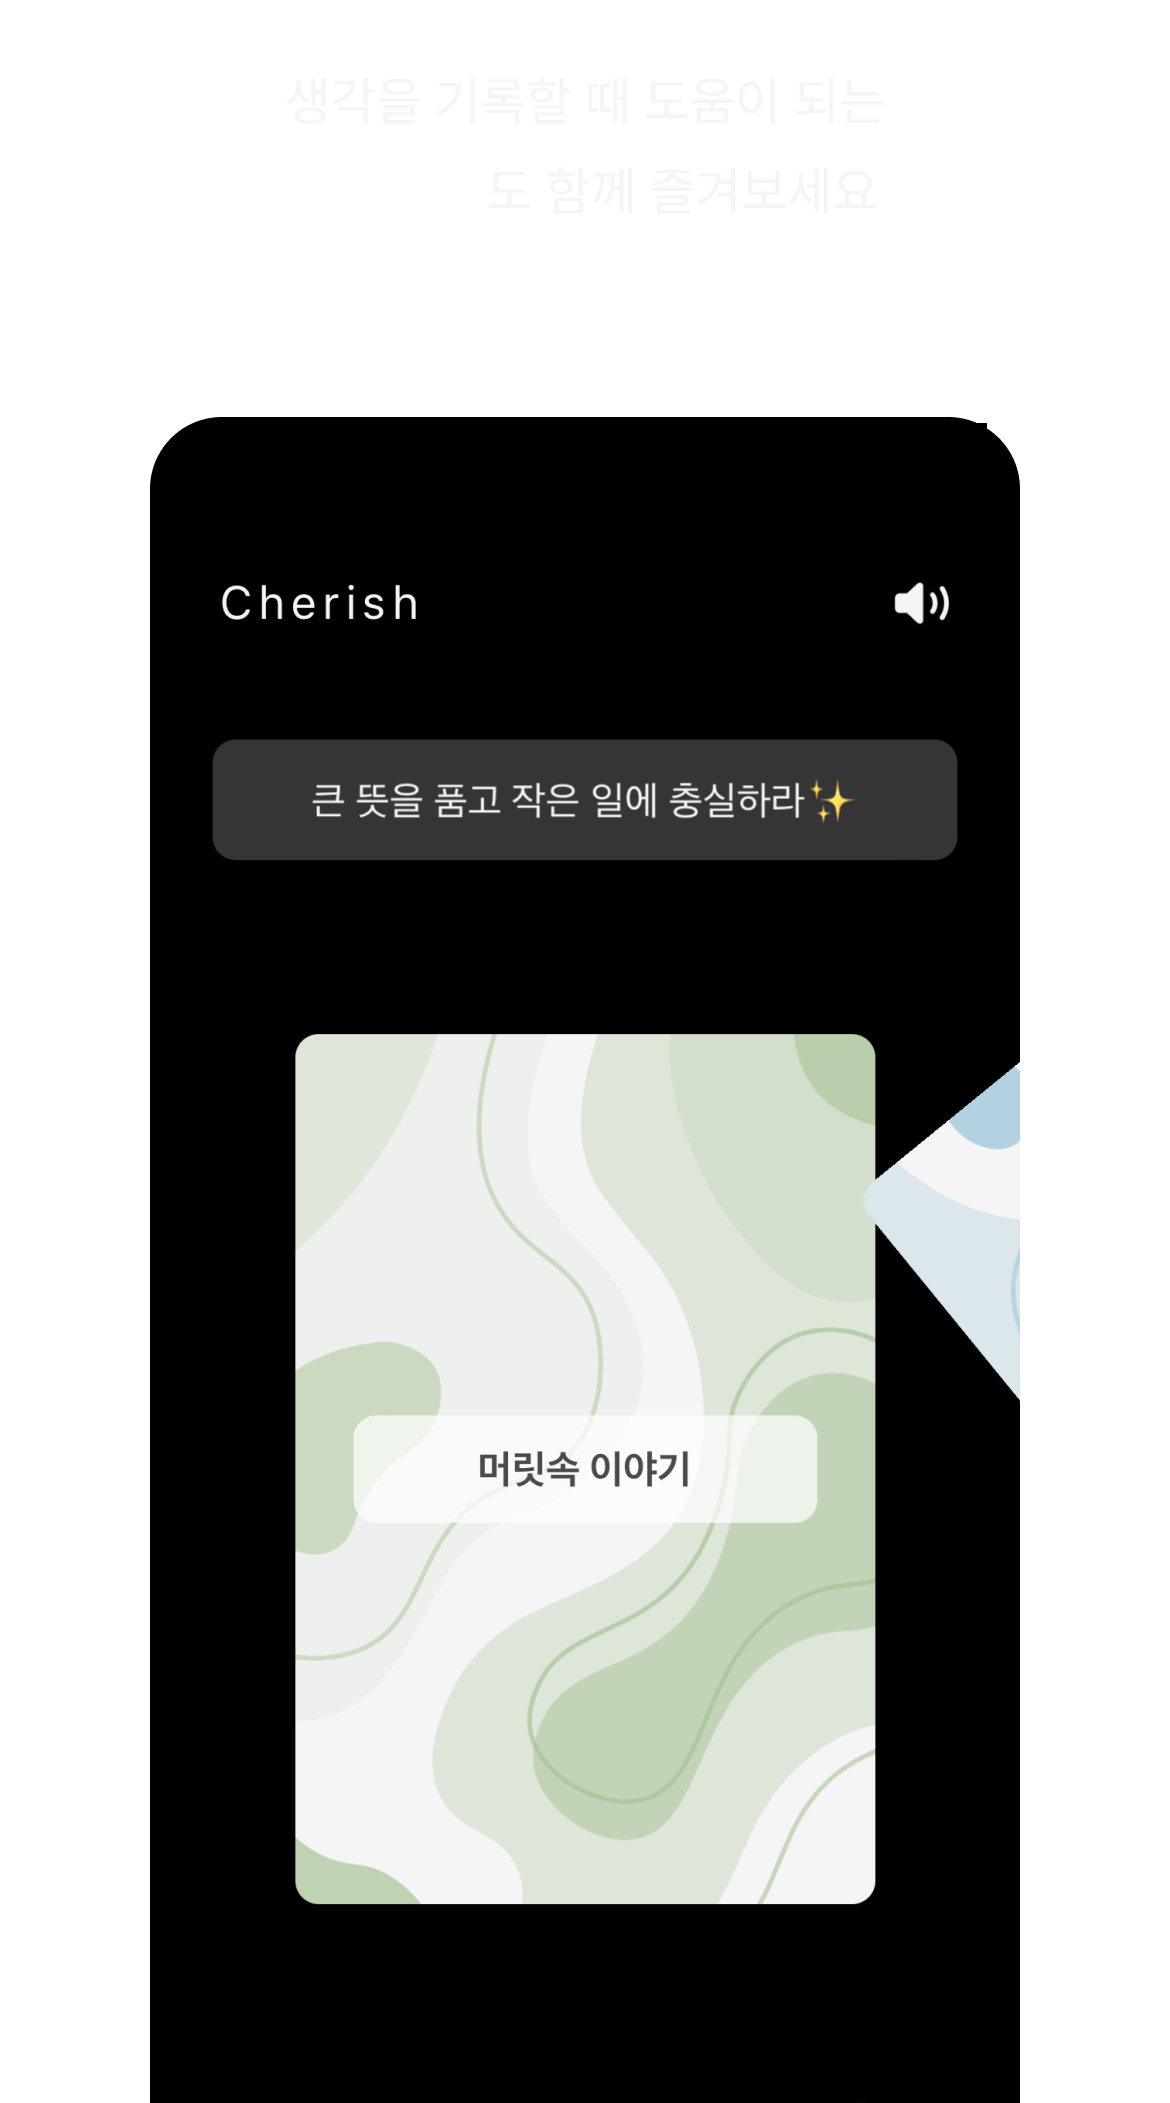 생각을 기록할 때 도움이 되는
도 함께 즐겨보세요
Cherish
큰 뜻을 품고 작은 일에 충실하라✨
머릿속 이야기